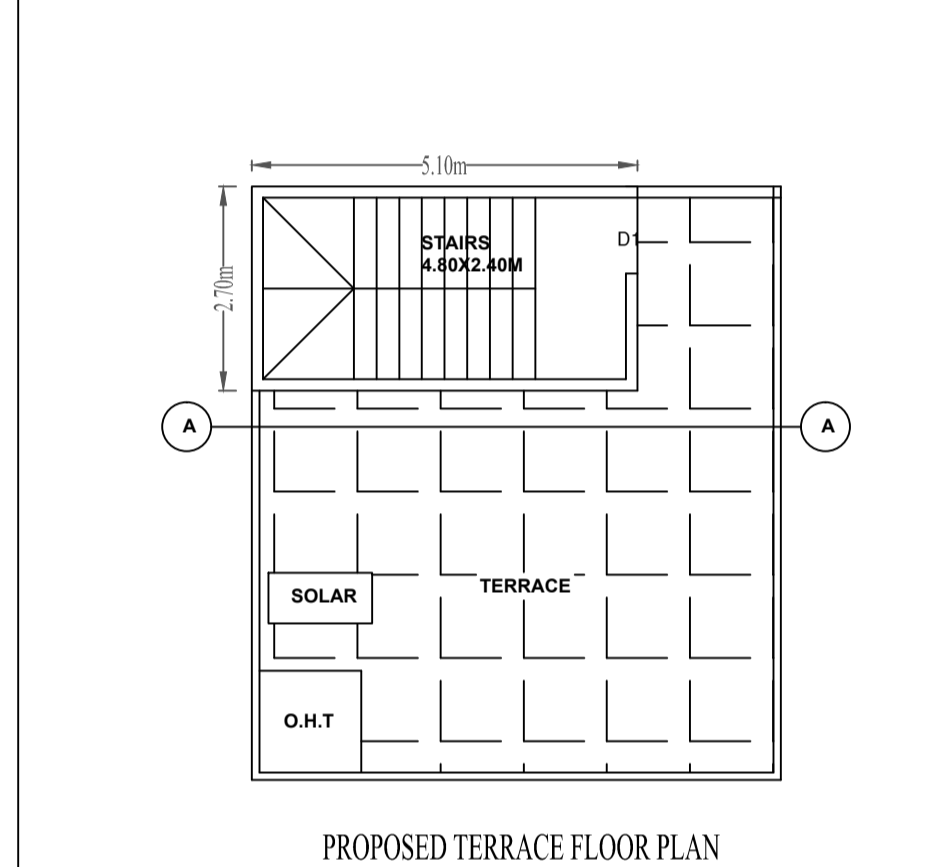 5.10m
2.70m
STAIRS
4.80X2.40M
D1
A
A
TERRACE
SOLAR
O.H.T
PROPOSED TERRACE FLOOR PLAN